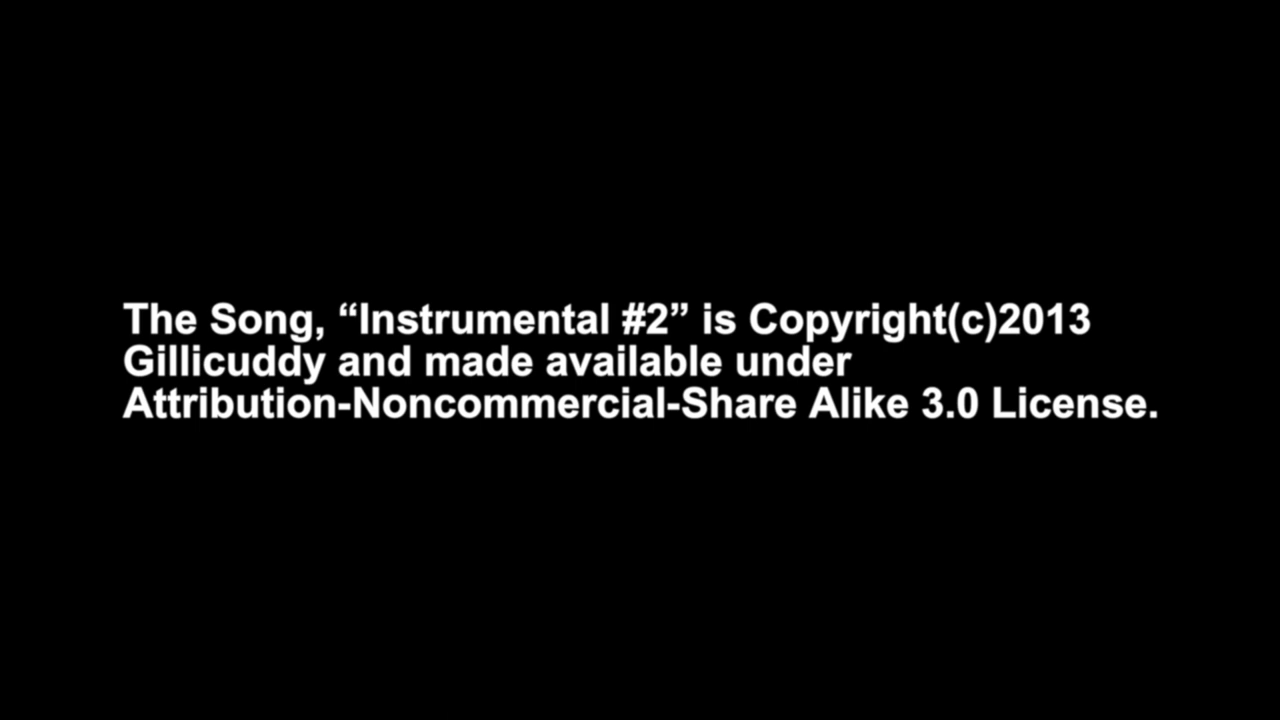 The Song, “Instrumental #2” is Copyright(c)2013
Gillicuddy and made available under
Attribution-Noncommercial-Share Alike 3.0 License.